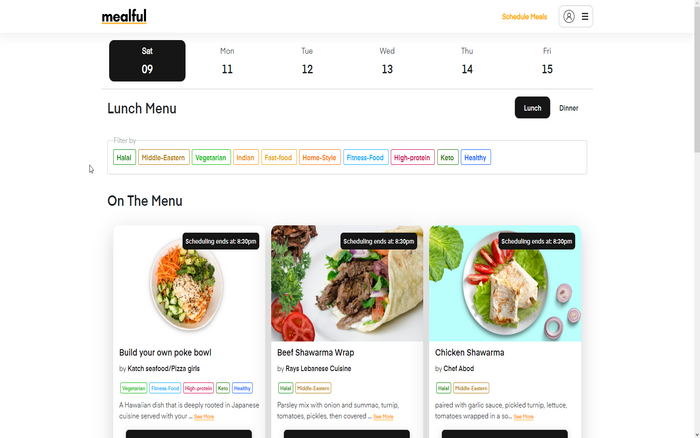 mealful
Schedule Meals
Sat Mon Tue Wed Thu Fri
09 11 12 13 14 15
Lunch Menu
Lunch Dinner
Filter by
Halal Middle-Eastern Vegetarian Indian Fast-food Home-Style Fitness-Food High-protein Keto Healthy
On The Menu
Scheduling ends at: 8:30pm
Build your own poke bowl
by Katch seafood/Pizza girls
Vegetarian Fitness-Food High-protein Keto Healthy
A Hawaiian dish that is deeply rooted in Japanese
cuisine served with your ... See More
Scheduling ends at: 8:30pm
Beef Shawarma Wrap
by Rays Lebanese Cuisine
Halal Middle-Eastern
Parsley mix with onion and summac, turnip,
tomatoes, pickles, then covered ... See More
Scheduling ends at: 8:30pm
Chicken Shawarma
by Chef Abod
Halal Middle-Eastern
paired with garlic sauce, pickled turnip, lettuce,
tomatoes wrapped in a so... See More